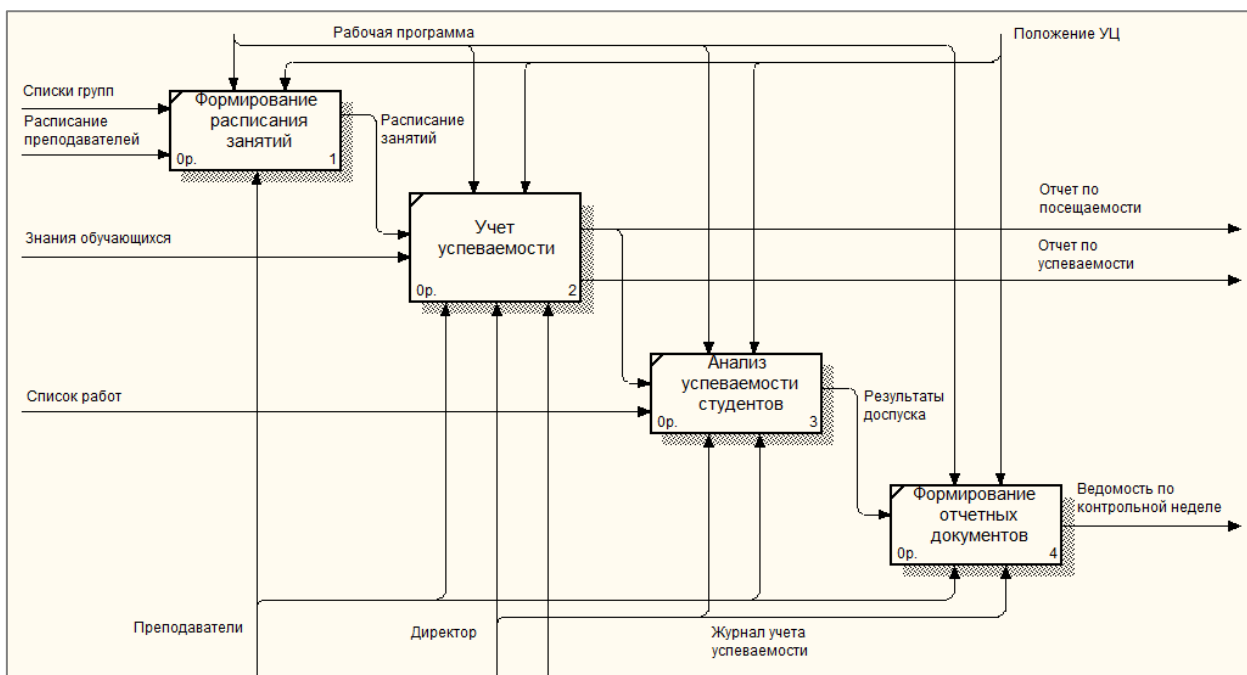 Рабочая программа
Положение УЦ
Списки групп
Расписание
преподавателей
Формирование
расписания
занятий
0р.
1
Расписание
занятий
Знания обучающихся
Учет
успеваемости
0р.
2
Отчет по
посещаемости
Отчет по
успеваемости
Список работ
Анализ
успеваемости
студентов
0р.
3
Результаты
доспуска
Формирование
отчетных
документов
0р.
4
Ведомость по
контрольной неделе
Преподаватели
Директор
Журнал учета
успеваемости